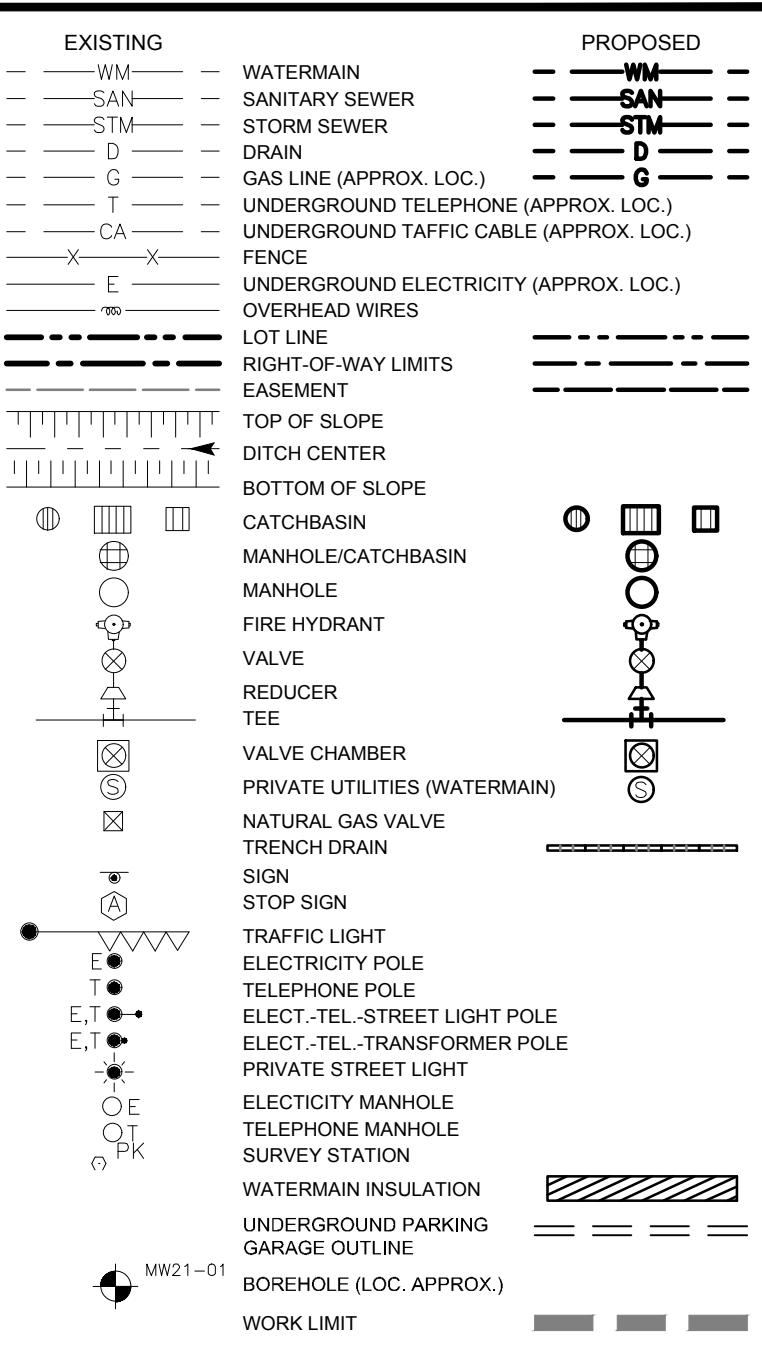 EXISTING PROPOSED
WM WATERMAIN WM
SAN SANITARY SEWER SAN
STM STORM SEWER STM
D DRAIN D
G GAS LINE (APPROX. LOC.) G
T UNDERGROUND TELEPHONE (APPROX. LOC.)
CA UNDERGROUND TAFFIC CABLE (APPROX. LOC.)
X X FENCE
E UNDERGROUND ELECTRICITY (APPROX. LOC.)
OVERHEAD WIRES
LOT LINE
RIGHT-OF-WAY LIMITS
EASEMENT
TOP OF SLOPE
DITCH CENTER
BOTTOM OF SLOPE
CATCHBASIN
MANHOLE/CATCHBASIN
MANHOLE
FIRE HYDRANT
VALVE
REDUCER
TEE
VALVE CHAMBER
S PRIVATE UTILITIES (WATERMAIN) S
NATURAL GAS VALVE
TRENCH DRAIN
SIGN
A STOP SIGN
TRAFFIC LIGHT
E ELECTRICITY POLE
T TELEPHONE POLE
E,T ELECT.-TEL.-STREET LIGHT POLE
E,T ELECT.-TEL.-TRANSFORMER POLE
PRIVATE STREET LIGHT
E ELECTICITY MANHOLE
T TELEPHONE MANHOLE
PK SURVEY STATION
WATERMAIN INSULATION
UNDERGROUND PARKING
GARAGE OUTLINE
MW21-01 BOREHOLE (LOC. APPROX.)
WORK LIMIT